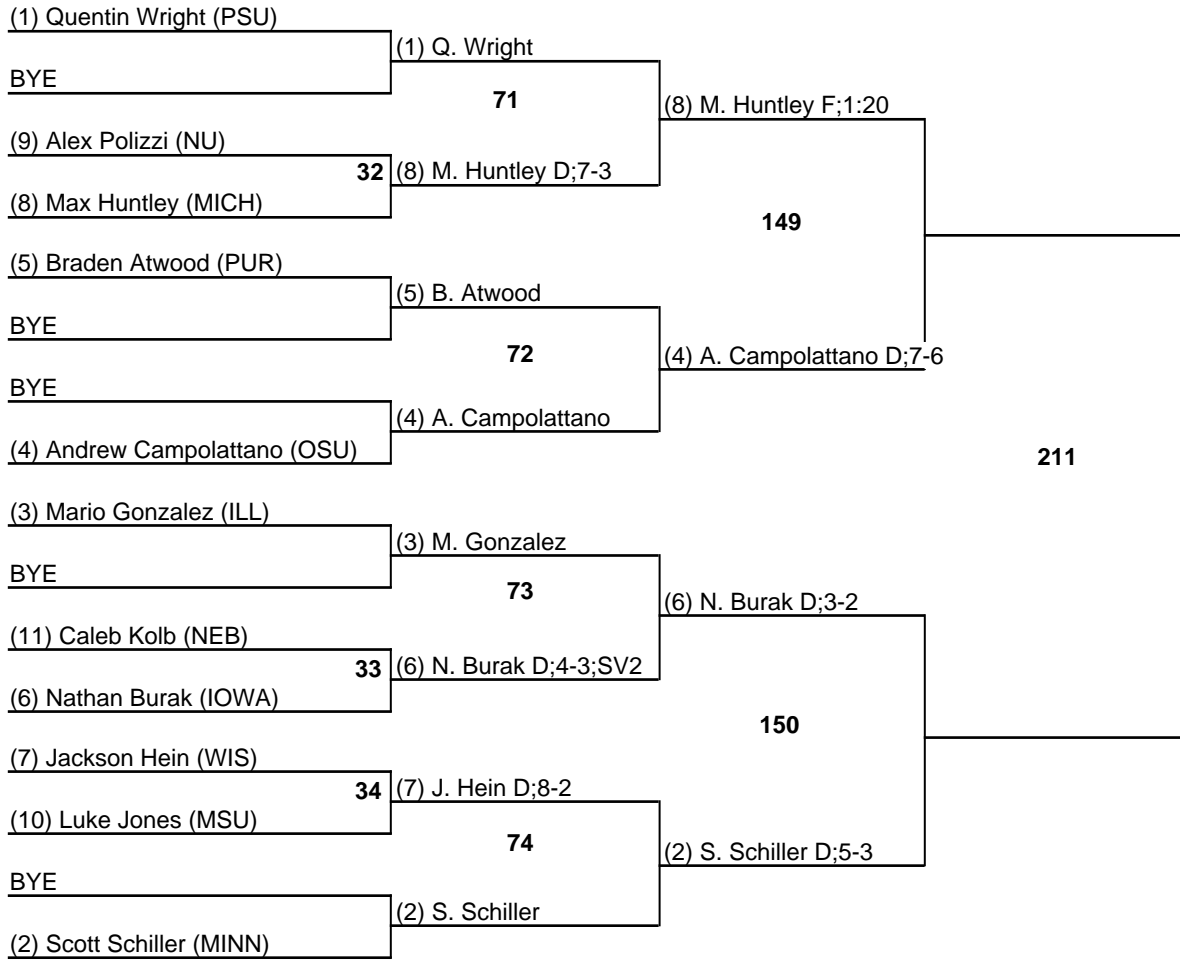 (1) Quentin Wright (PSU)
(1) Q. Wright
BYE
71
(8) M. Huntley F;1:20
(9) Alex Polizzi (NU)
32 (8) M. Huntley D;7-3
(8) Max Huntley (MICH)
149
(5) Braden Atwood (PUR)
(5) B. Atwood
BYE
72
(4) A. Campolattano D;7-6
BYE
(4) A. Campolattano
(4) Andrew Campolattano (OSU)
211
(3) Mario Gonzalez (ILL)
(3) M. Gonzalez
BYE
73
(6) N. Burak D;3-2
(11) Caleb Kolb (NEB)
33 (6) N. Burak D;4-3;SV2
(6) Nathan Burak (IOWA)
150
(7) Jackson Hein (WIS)
34 (7) J. Hein D;8-2
(10) Luke Jones (MSU)
74
(2) S. Schiller D;5-3
BYE
(2) S. Schiller
(2) Scott Schiller (MINN)